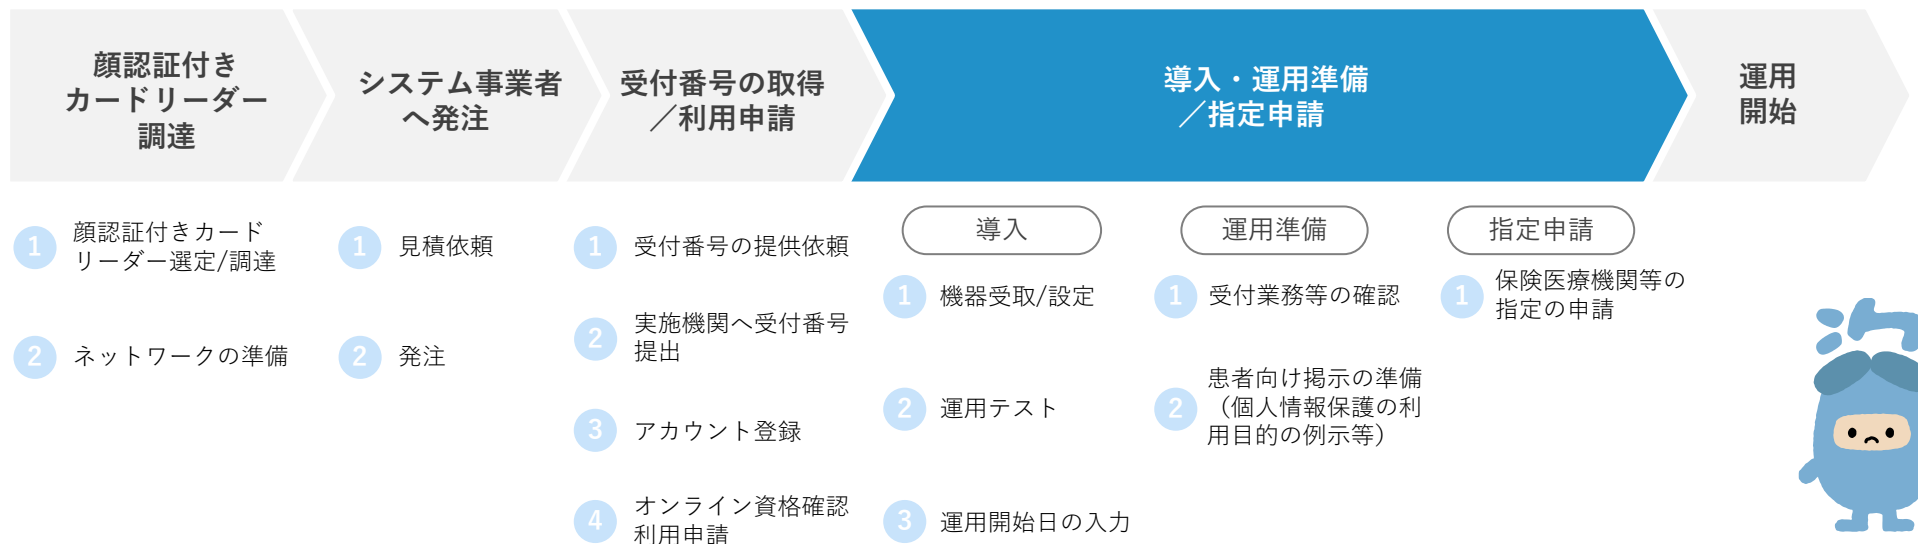 顔認証付き
カードリーダー
調達
システム事業者
へ発注
受付番号の取得
／利用申請
導入・運用準備
／指定申請
運用
開始
1
顔認証付きカード
リーダー選定/調達
2
ネットワークの準備
1
見積依頼
2
発注
1
受付番号の提供依頼
2
実施機関へ受付番号
提出
3
アカウント登録
4
オンライン資格確認
利用申請
導入
1
機器受取/設定
2
運用テスト
3
運用開始日の入力
運用準備
1
受付業務等の確認
2
患者向け掲示の準備
（個人情報保護の利
用目的の例示等）
指定申請
1
保険医療機関等の
指定の申請